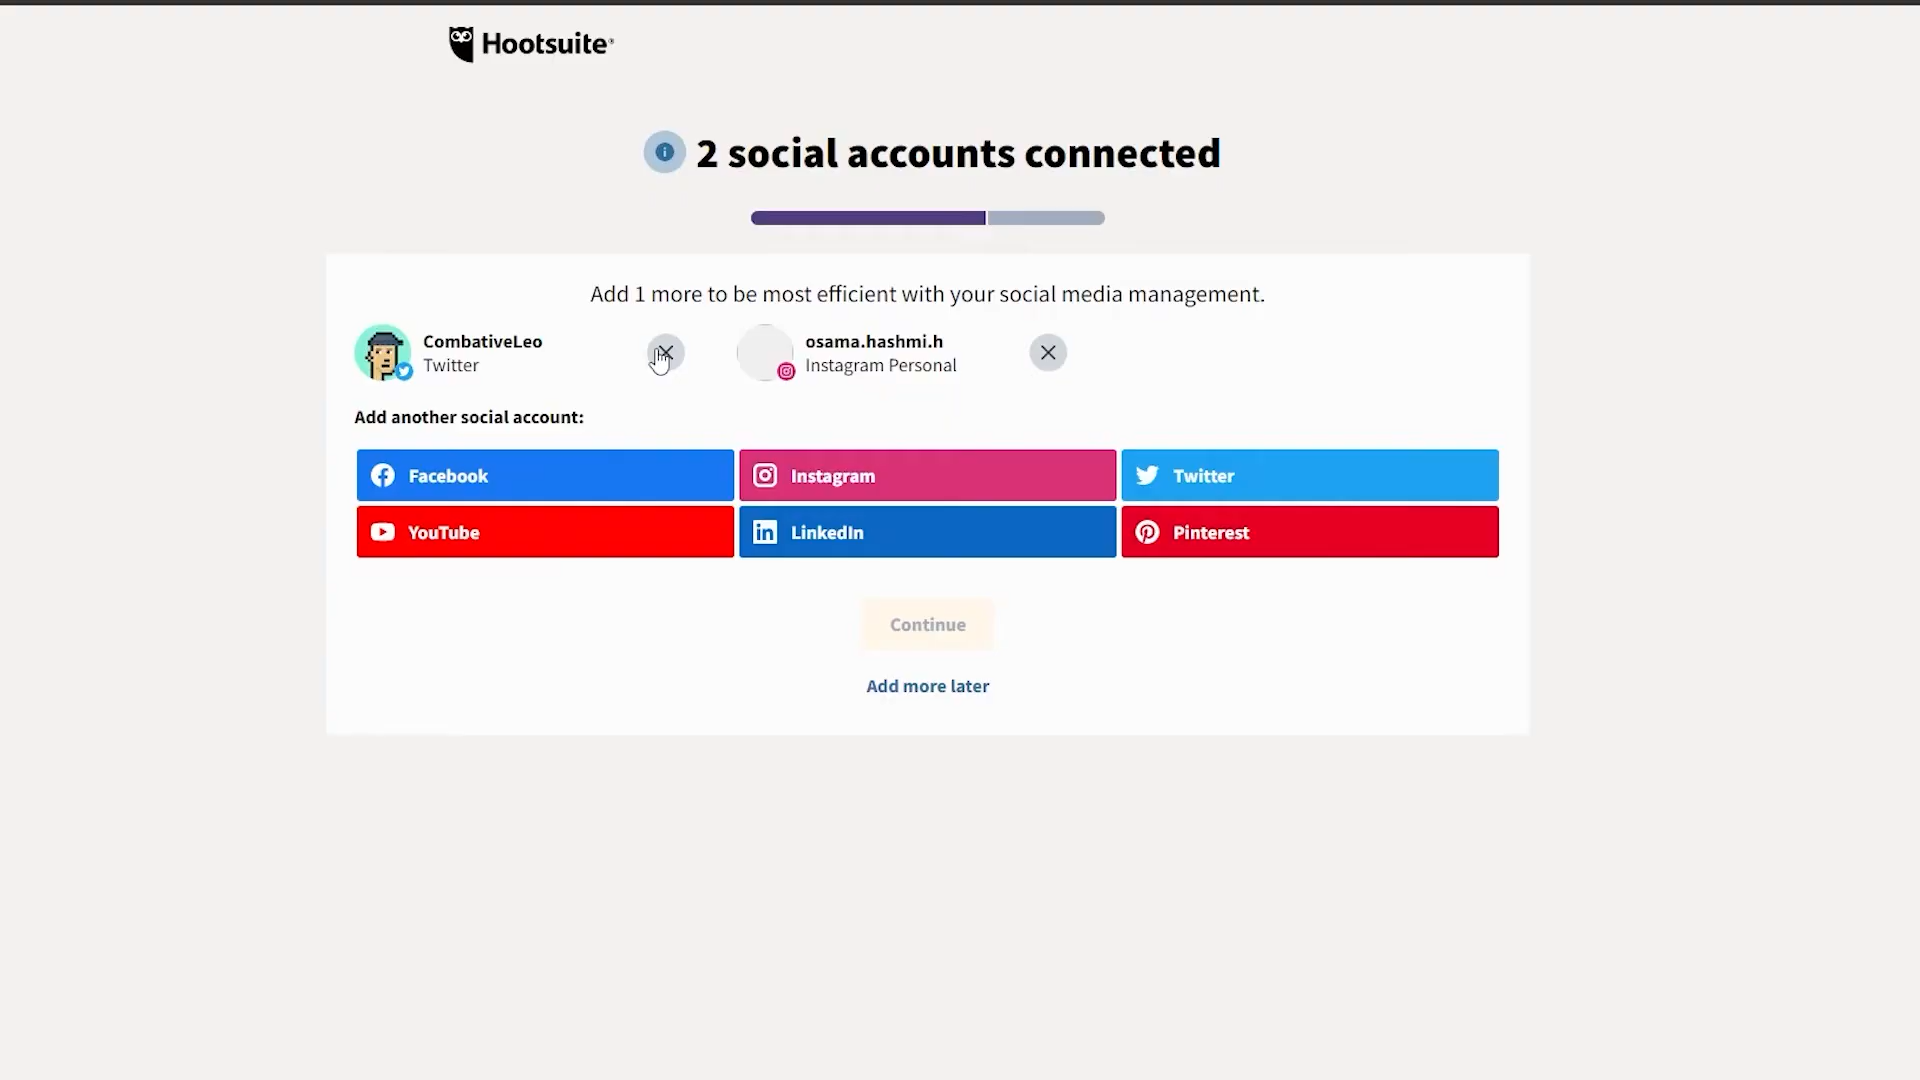 Hootsuite
2 social accounts connected
Add 1 more to be most efficient with your social media management.
CombativeLeo
Twitter
osama.hashmi.h
Instagram Personal
Add another social account:
Facebook
Instagram
Twitter
YouTube
LinkedIn
Pinterest
Continue
Add more later